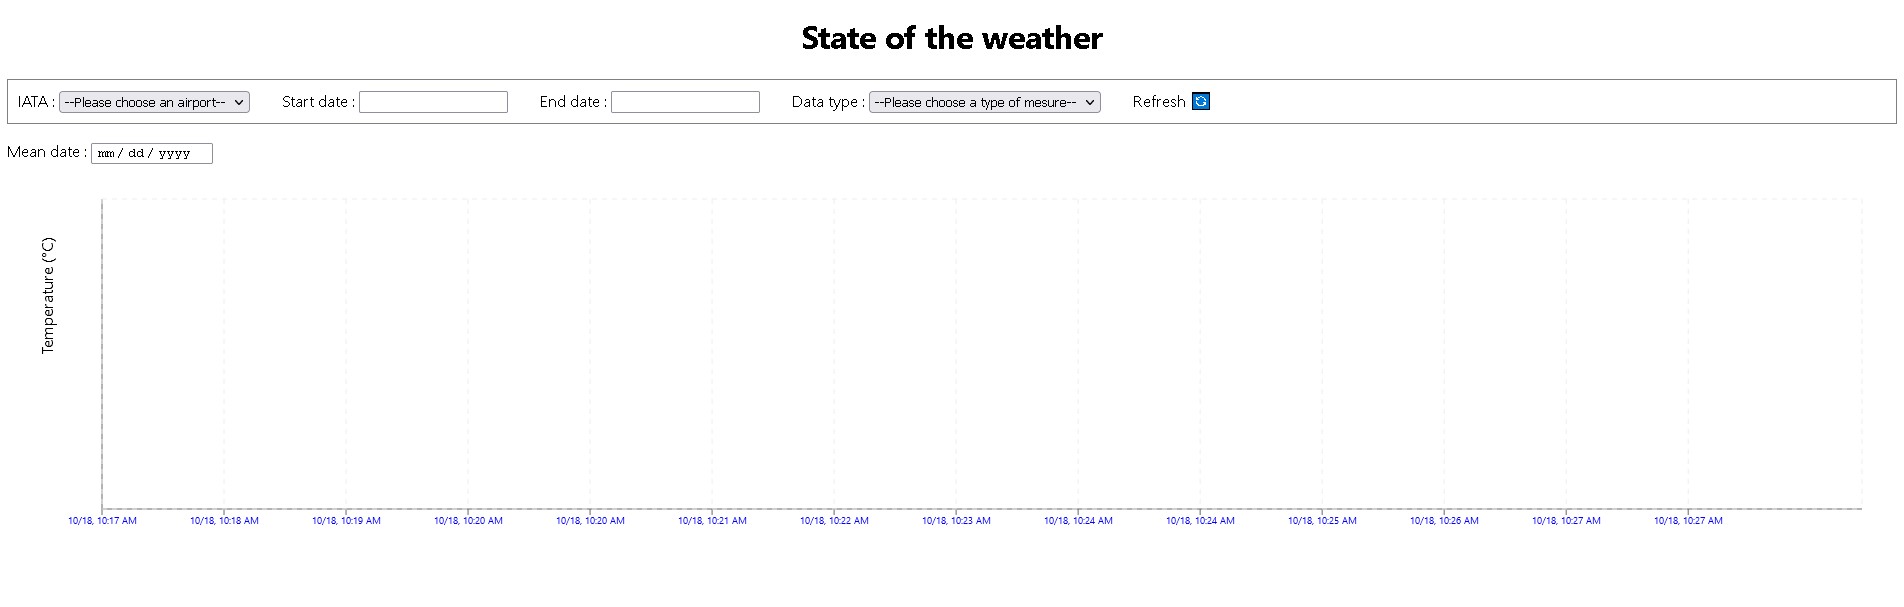 State of the weather
IATA : --Please choose an airport-- Start date : End date : Data type : --Please choose a type of mesure-- Refresh
Mean date : mm / dd / yyyy
Temperature (°C)
10/18, 10:17 AM 10/18, 10:18 AM 10/18, 10:19 AM 10/18, 10:20 AM 10/18, 10:20 AM 10/18, 10:21 AM 10/18, 10:22 AM 10/18, 10:23 AM 10/18, 10:24 AM 10/18, 10:24 AM 10/18, 10:25 AM 10/18, 10:26 AM 10/18, 10:27 AM 10/18, 10:27 AM